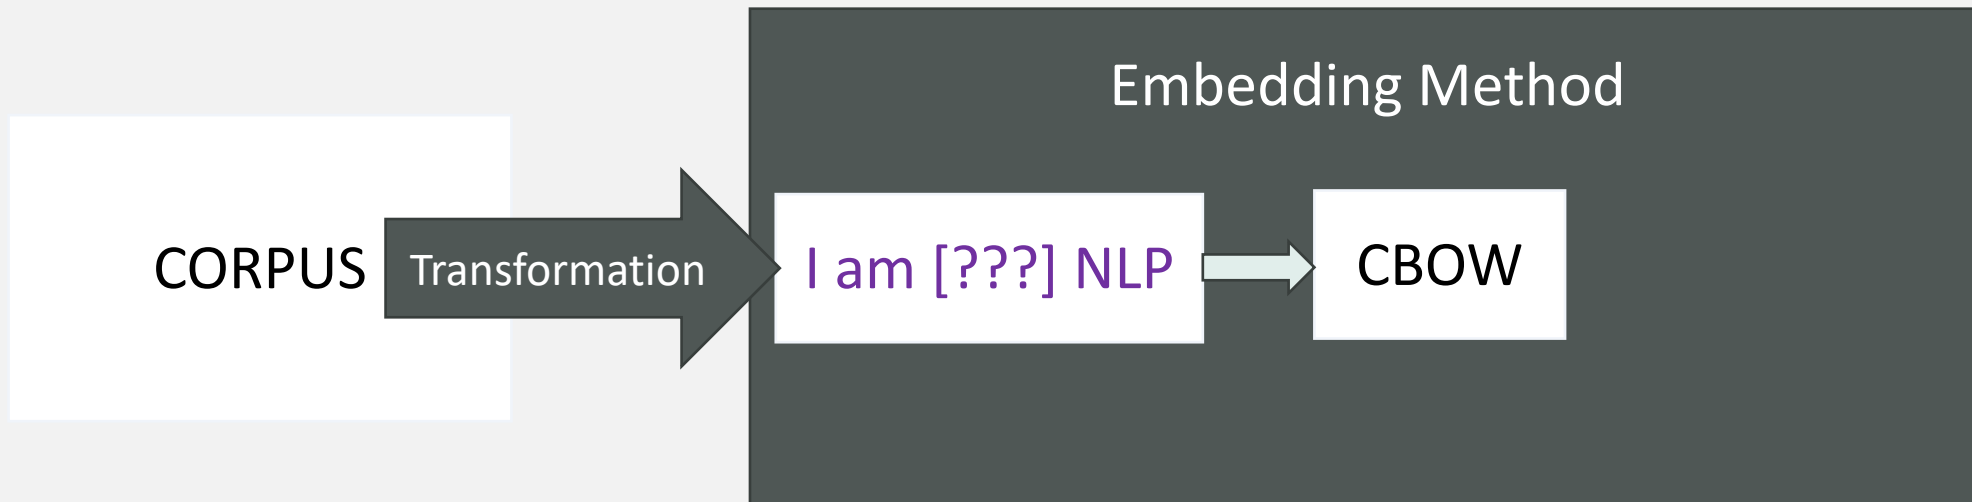 Embedding Method
CORPUS
Transformation
I am [???] NLP
CBOW